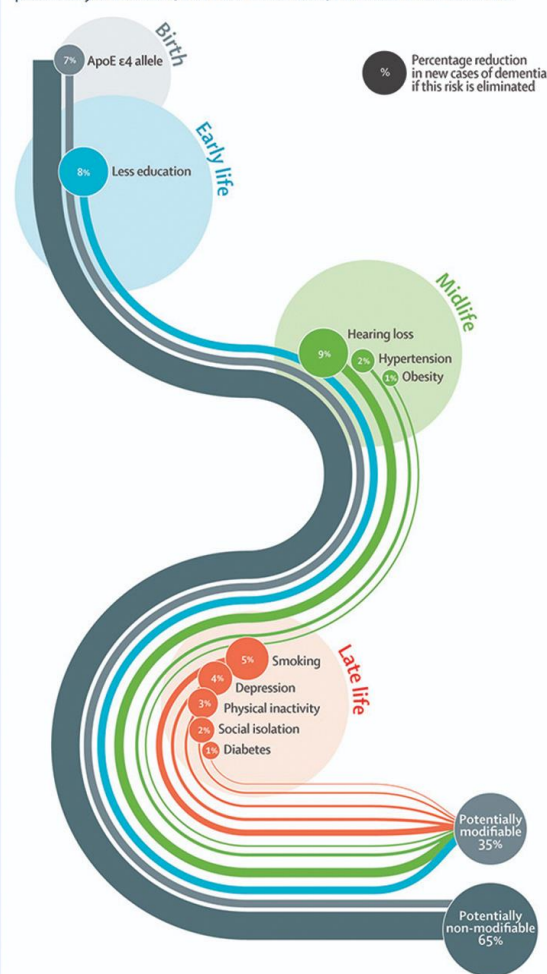 Birth
7%
ApoE ε4 allele
%
Percentage reduction
in new cases of dementia
if this risk is eliminated
Early life
8%
Less education
Midlife
Hearing loss
9%
2%
Hypertension
1%
Obesity
Late life
5%
Smoking
4%
Depression
3%
Physical inactivity
2%
Social isolation
1%
Diabetes
Potentially
modifiable
35%
Potentially
non-modifiable
65%